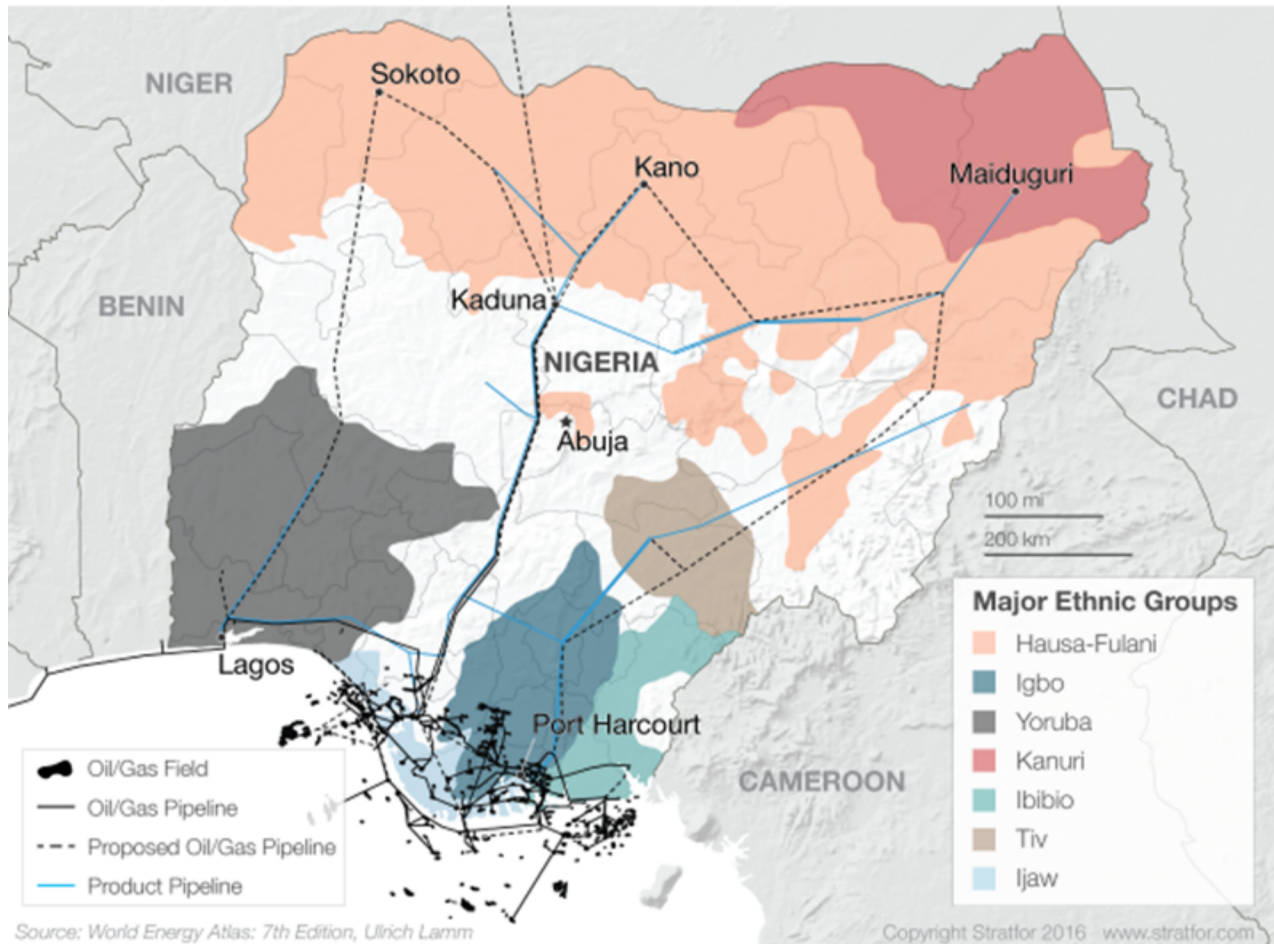 NIGER
Sokoto
Kano
Maiduguri
BENIN
Kaduna
NIGERIA
Abuja
CHAD
100 mi
200 km
Lagos
Port Harcourt
CAMEROON
Major Ethnic Groups
Hausa-Fulani
Igbo
Yoruba
Kanuri
Ibibio
Tiv
Ijaw
Oil/Gas Field
Oil/Gas Pipeline
Proposed Oil/Gas Pipeline
Product Pipeline
Source: World Energy Atlas: 7th Edition, Ulrich Lamm
Copyright Stratfor 2016 www.stratfor.com